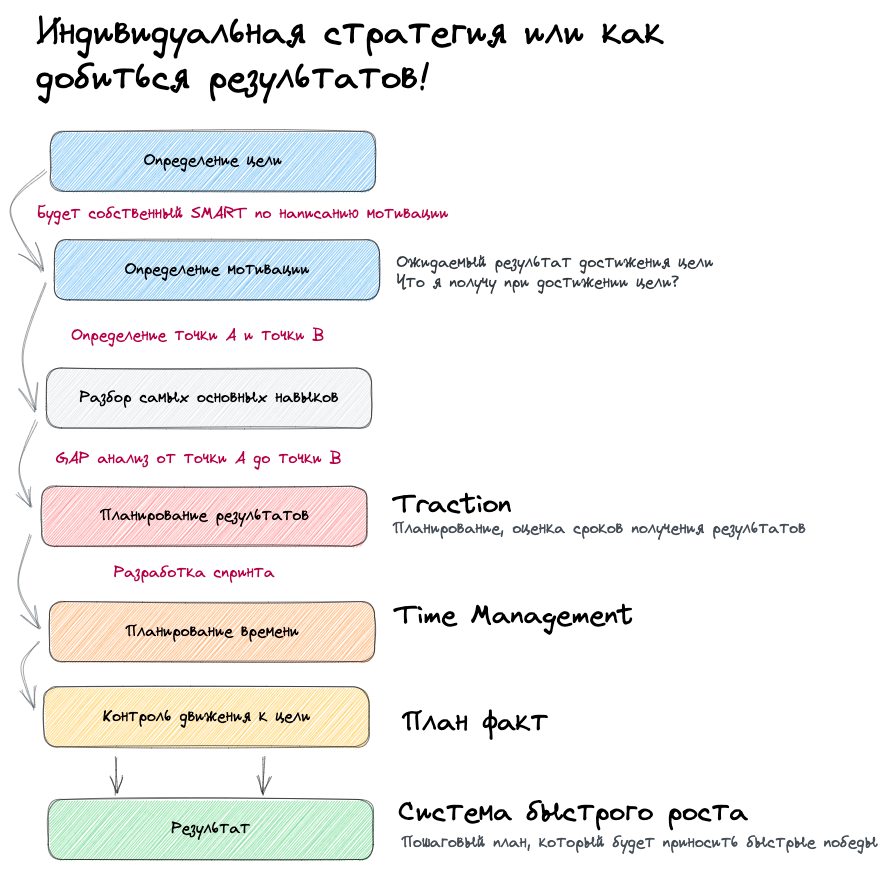 Индивидуальная стратегия или как
добиться результатов!
Определение цели
Будет собственный SMART по написанию мотивации
Определение мотивации
Ожидаемый результат достижения цели
Что я получу при достижении цели?
Определение точки А и точки В
Разбор самых основных навыков
GAP анализ от точки А до точки В
Планирование результатов
Traction
Планирование, оценка сроков получения результатов
Разработка спринта
Планирование времени
Time Management
Контроль движения к цели
План факт
Результат
Система быстрого роста
Пошаговый план, который будет приносить быстрые победы